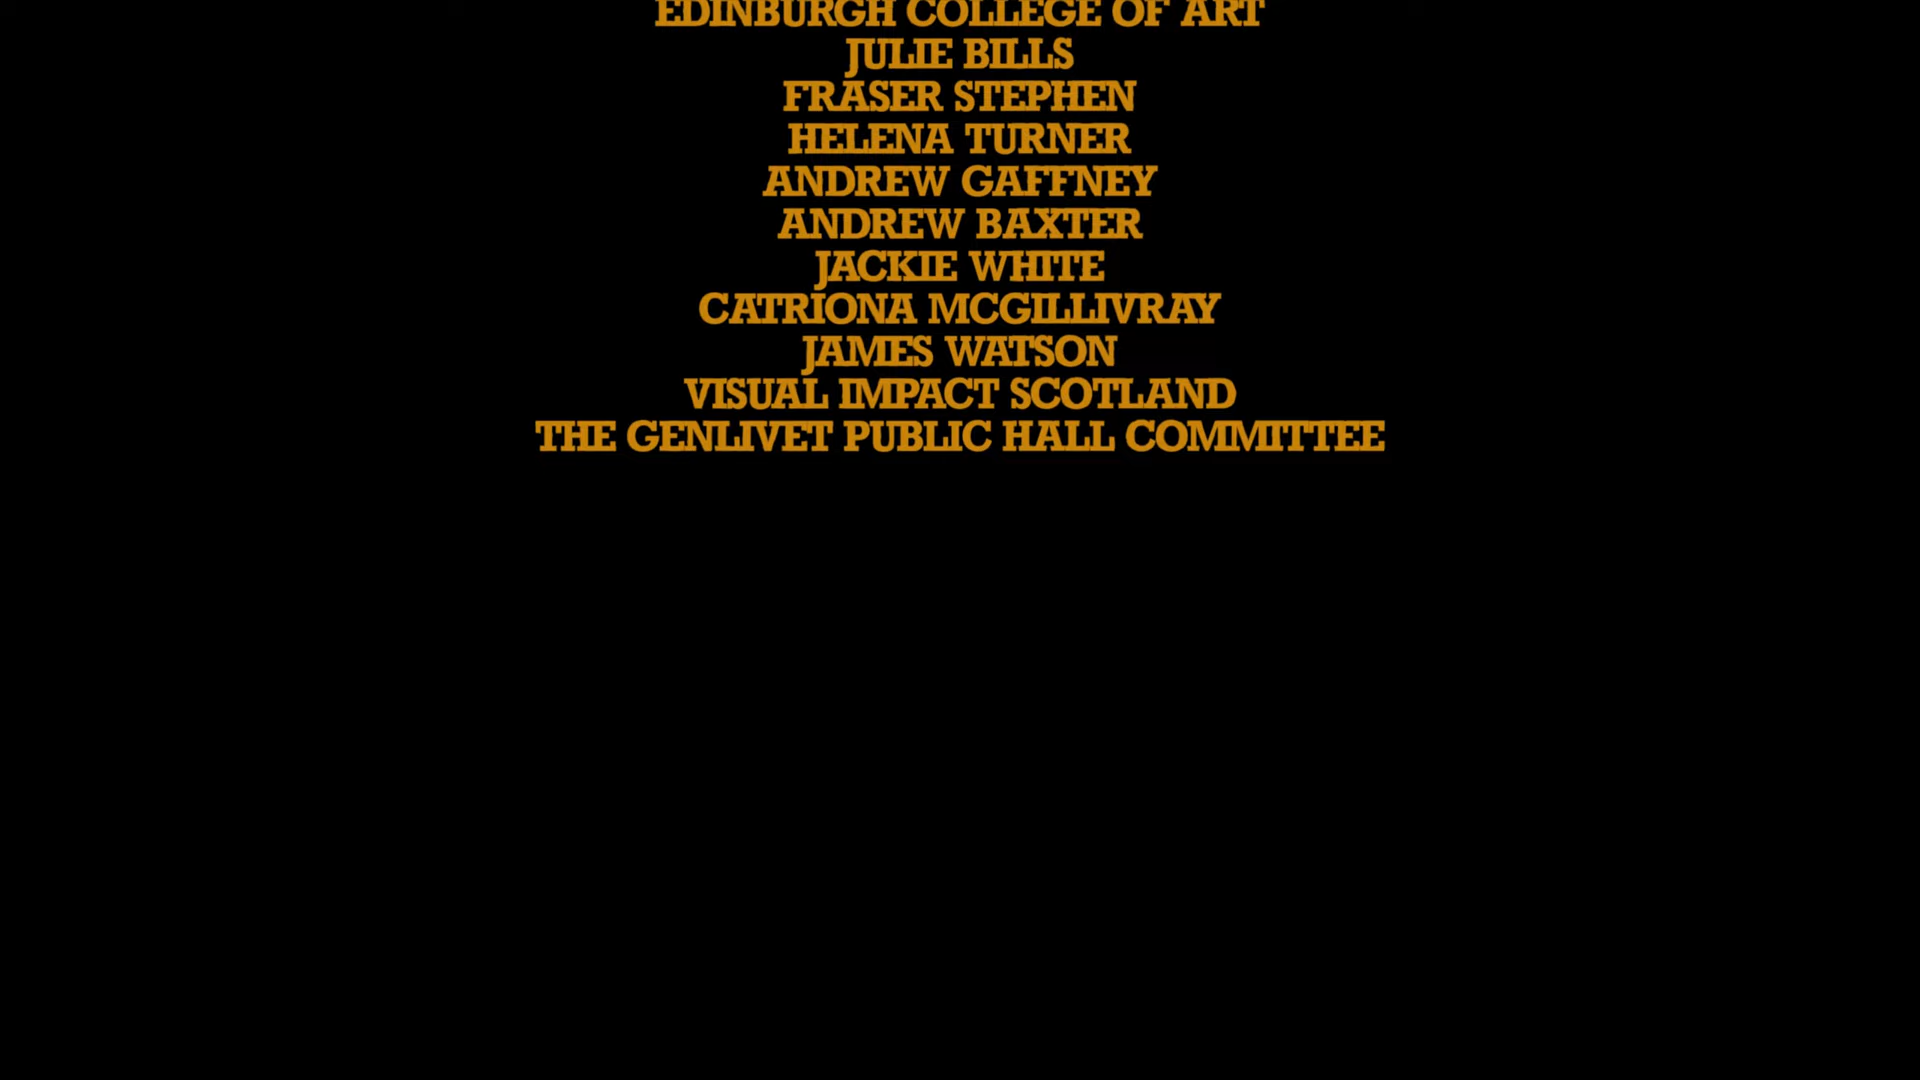 EDINBURGH COLLEGE OF ART
JULIE BILLS
FRASER STEPHEN
HELENA TURNER
ANDREW GAFFNEY
ANDREW BAXTER
JACKIE WHITE
CATRIONA MCGILLIVRAY
JAMES WATSON
VISUAL IMPACT SCOTLAND
THE GENLIVET PUBLIC HALL COMMITTEE